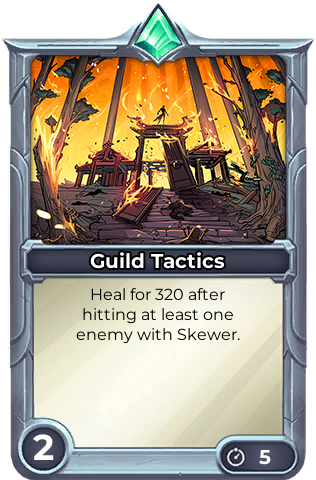 Guild Tactics
Heal for 320 after
hitting at least one
enemy with Skewer.
2
5